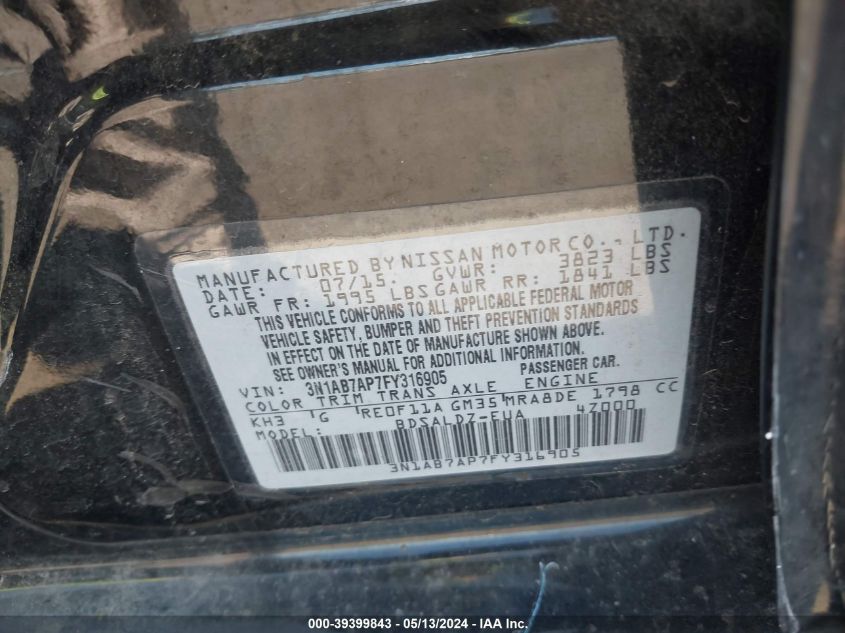 MANUFACTURED BY NISSAN MOTOR CO., LTD.
DATE: 07/15. GVWR: 3823 LBS
GAWR FR: 1995 LBS GAWR RR: 1841 LBS
THIS VEHICLE CONFORMS TO ALL APPLICABLE FEDERAL MOTOR
VEHICLE SAFETY, BUMPER AND THEFT PREVENTION STANDARDS
IN EFFECT ON THE DATE OF MANUFACTURE SHOWN ABOVE.
SEE OWNER'S MANUAL FOR ADDITIONAL INFORMATION.
VIN: 3N1AB7AP7FY316905 PASSENGER CAR.
COLOR TRIM TRANS AXLE ENGINE
KH3 G RE0F11A GM35 MRA8DE 1798 CC
MODEL: BDSALDZ-EUA 4Z000
3N1AB7AP7FY316905
000-39399843 / 05/13/2024 - IAA Inc.